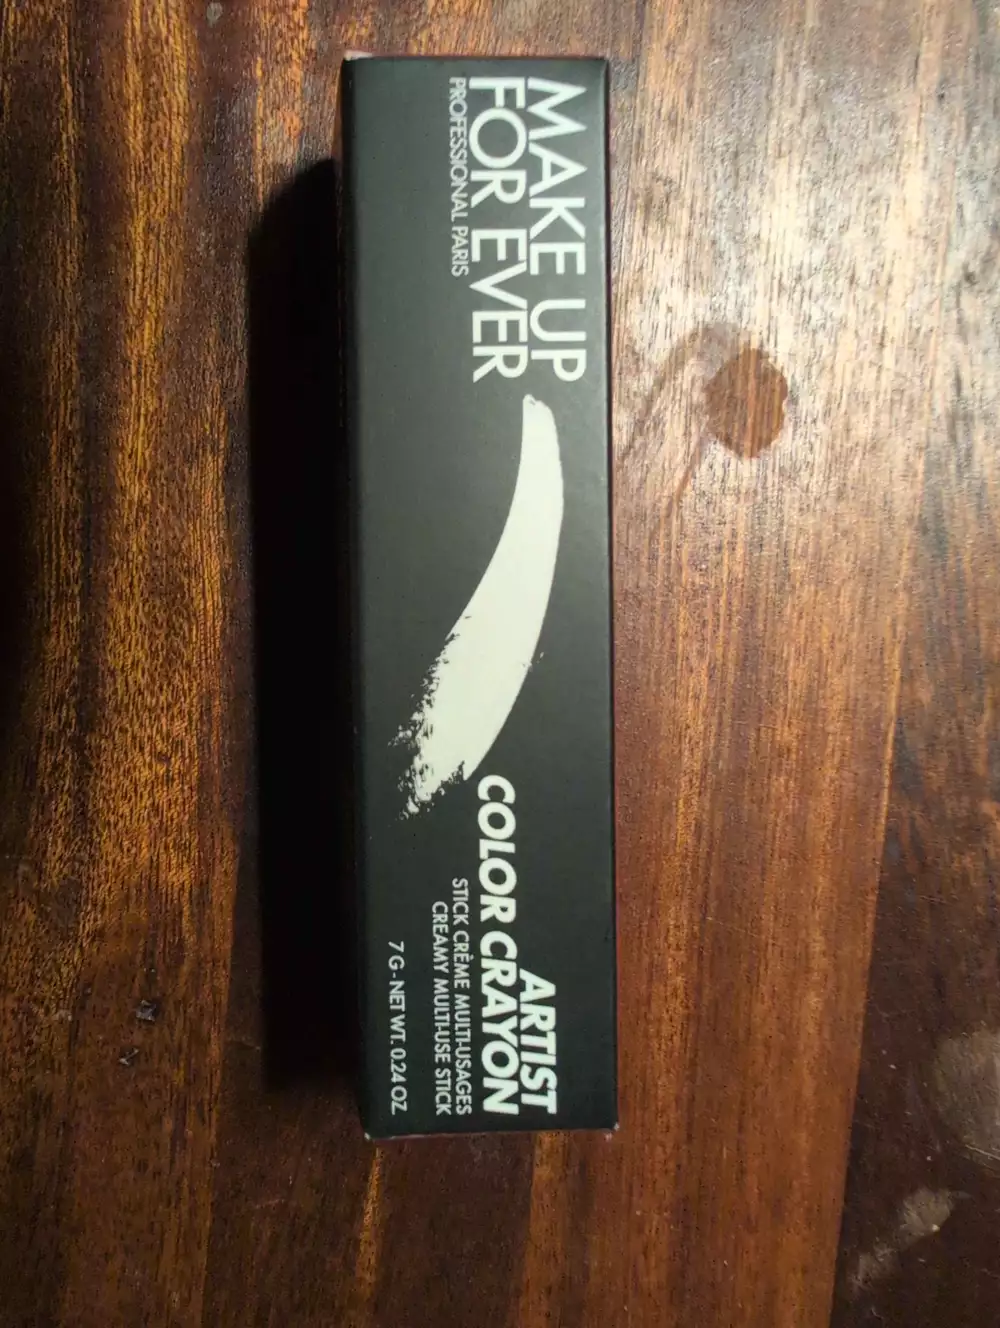 MAKE UP
FOR EVER
PROFESSIONAL PARIS
ARTIST
COLOR CRAYON
STICK CRÈME MULTI-USAGES
CREAMY MULTI-USE STICK
7 G - NET WT. 0.24 OZ